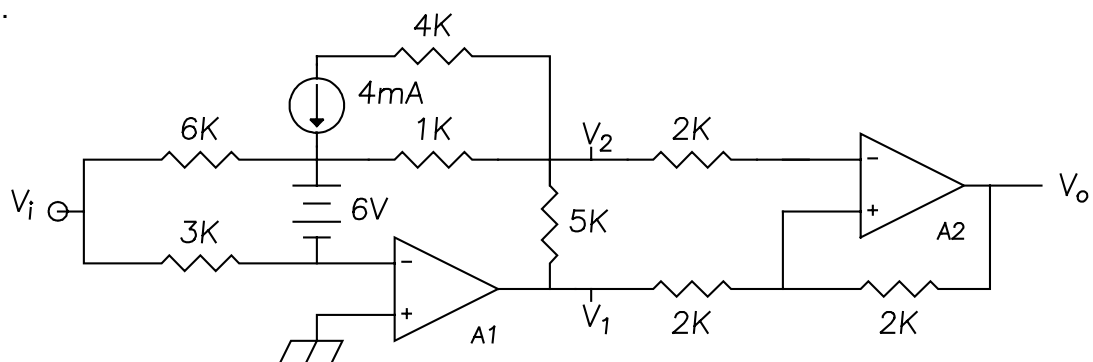 .
4K
4mA
6K
1K
V2
2K
-
Vi
6V
5K
+
Vo
3K
A2
-
+
A1
V1
2K
2K